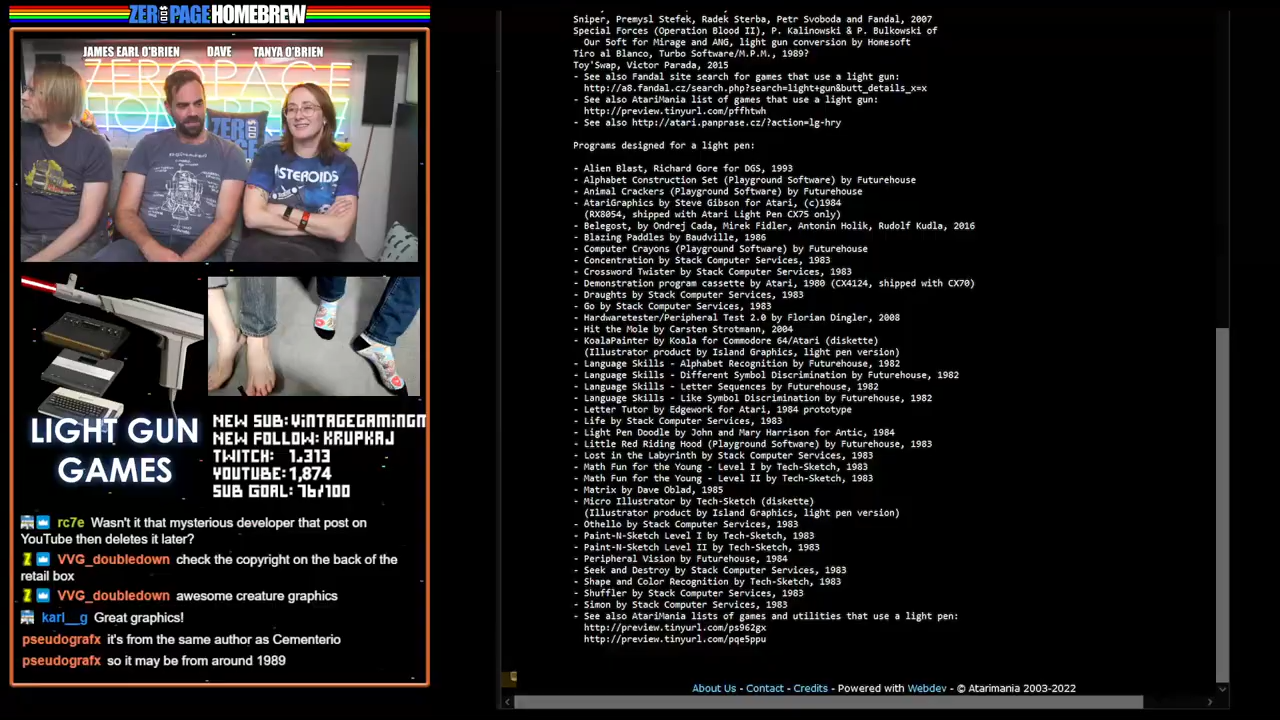 ZEROPAGE HOMEBREW
JAMES EARL O'BRIEN DAVE TANYA O'BRIEN
ZEROPAGE
HOMEBREW
ASTEROIDS
LIGHT GUN
GAMES
NEW SUB: VINTAGEGAMINGM
NEW FOLLOW: KRUPKAJ
TWITCH: 1,313
YOUTUBE: 1,874
SUB GOAL: 76/100
rc7e Wasn't it that mysterious developer that post on
YouTube then deletes it later?
VVG_doubledown check the copyright on the back of the
retail box
VVG_doubledown awesome creature graphics
karl__g Great graphics!
pseudografx it's from the same author as Cementerio
pseudografx so it may be from around 1989
Sniper, Premysl Stefek, Radek Sterba, Petr Svoboda and Fandal, 2007
Special Forces (Operation Blood II), P. Kalinowski & P. Bulkowski of
Our 5oft for Mirage and ANG, light gun conversion by Homesoft
Tiro al Blanco, Turbo Software/M.P.M., 1989?
Toy'Swap, Victor Parada, 2015
- See also Fandal site search for games that use a light gun:
http://a8.fandal.cz/search.php?search=light+gun&butt_details_x=x
- See also AtariMania list of games that use a light gun:
http://preview.tinyurl.com/pffhtwh
- See also http://atari.panprase.cz/?action=lg-hry
Programs designed for a light pen:
- Alien Blast, Richard Gore for DGS, 1993
- Alphabet Construction Set (Playground Software) by Futurehouse
- Animal Crackers (Playground Software) by Futurehouse
- AtariGraphics by Steve Gibson for Atari, (c)1984
(RX8054, shipped with Atari Light Pen CX75 only)
- Belegost, by Ondrej Cada, Mirek Fidler, Antonin Holik, Rudolf Kudla, 2016
- Blazing Paddles by Baudville, 1986
- Computer Crayons (Playground Software) by Futurehouse
- Concentration by Stack Computer Services, 1983
- Crossword Twister by Stack Computer Services, 1983
- Demonstration program cassette by Atari, 1980 (CX4124, shipped with CX70)
- Draughts by Stack Computer Services, 1983
- Go by Stack Computer Services, 1983
- Hardwaretester/Peripheral Test 2.0 by Florian Dingler, 2008
- Hit the Mole by Carsten Strotmann, 2004
- KoalaPainter by Koala for Commodore 64/Atari (diskette)
(Illustrator product by Island Graphics, light pen version)
- Language Skills - Alphabet Recognition by Futurehouse, 1982
- Language Skills - Different Symbol Discrimination by Futurehouse, 1982
- Language Skills - Letter Sequences by Futurehouse, 1982
- Language Skills - Like Symbol Discrimination by Futurehouse, 1982
- Letter Tutor by Edgework for Atari, 1984 prototype
- Life by Stack Computer Services, 1983
- Light Pen Doodle by John and Mary Harrison for Antic, 1984
- Little Red Riding Hood (Playground Software) by Futurehouse, 1983
- Lost in the Labyrinth by Stack Computer Services, 1983
- Math Fun for the Young - Level I by Tech-Sketch, 1983
- Math Fun for the Young - Level II by Tech-Sketch, 1983
- Matrix by Dave Oblad, 1985
- Micro Illustrator by Tech-Sketch (diskette)
(Illustrator product by Island Graphics, light pen version)
- Othello by Stack Computer Services, 1983
- Paint-N-Sketch Level I by Tech-Sketch, 1983
- Paint-N-Sketch Level II by Tech-Sketch, 1983
- Peripheral Vision by Futurehouse, 1984
- Seek and Destroy by Stack Computer Services, 1983
- Shape and Color Recognition by Tech-Sketch, 1983
- Shuffler by Stack Computer Services, 1983
- Simon by Stack Computer Services, 1983
- See also AtariMania lists of games and utilities that use a light pen:
http://preview.tinyurl.com/ps962gx
http://preview.tinyurl.com/pqe5ppu
About Us - Contact - Credits - Powered with Webdev - © Atarimania 2003-2022